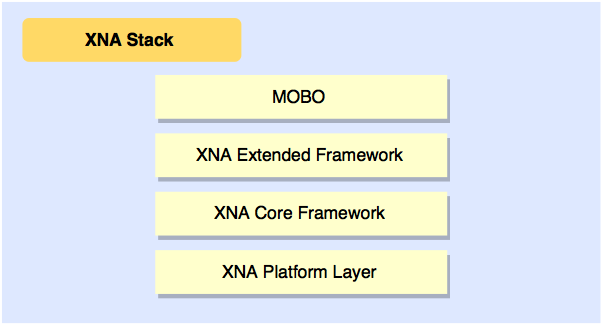 XNA Stack
MOBO
XNA Extended Framework
XNA Core Framework
XNA Platform Layer